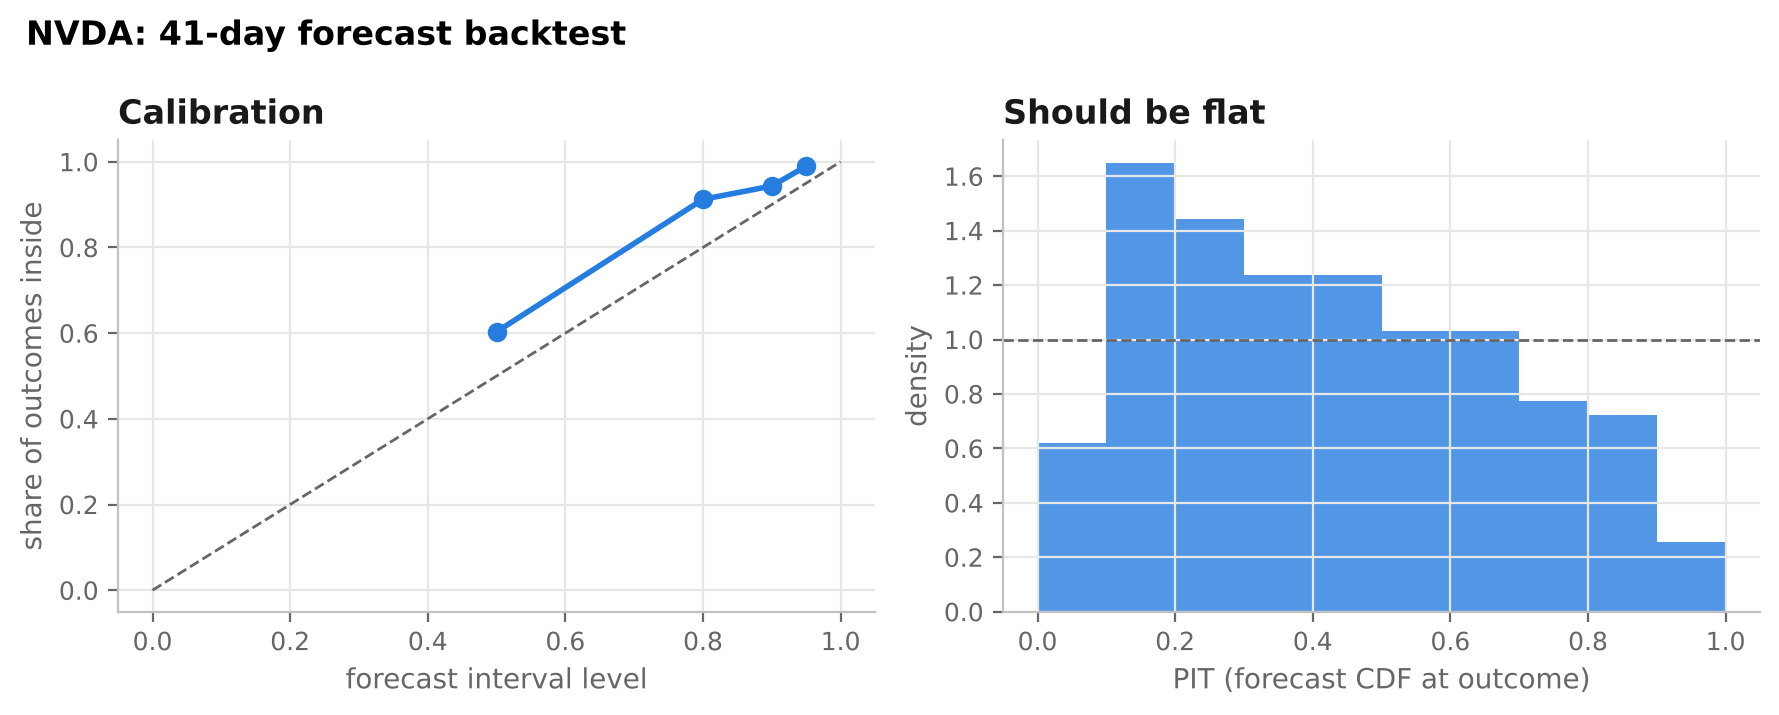 NVDA: 41-day forecast backtest
Calibration
share of outcomes inside
1.0
0.8
0.6
0.4
0.2
0.0
0.0 0.2 0.4 0.6 0.8 1.0
forecast interval level
Should be flat
density
1.6
1.4
1.2
1.0
0.8
0.6
0.4
0.2
0.0
0.0 0.2 0.4 0.6 0.8 1.0
PIT (forecast CDF at outcome)